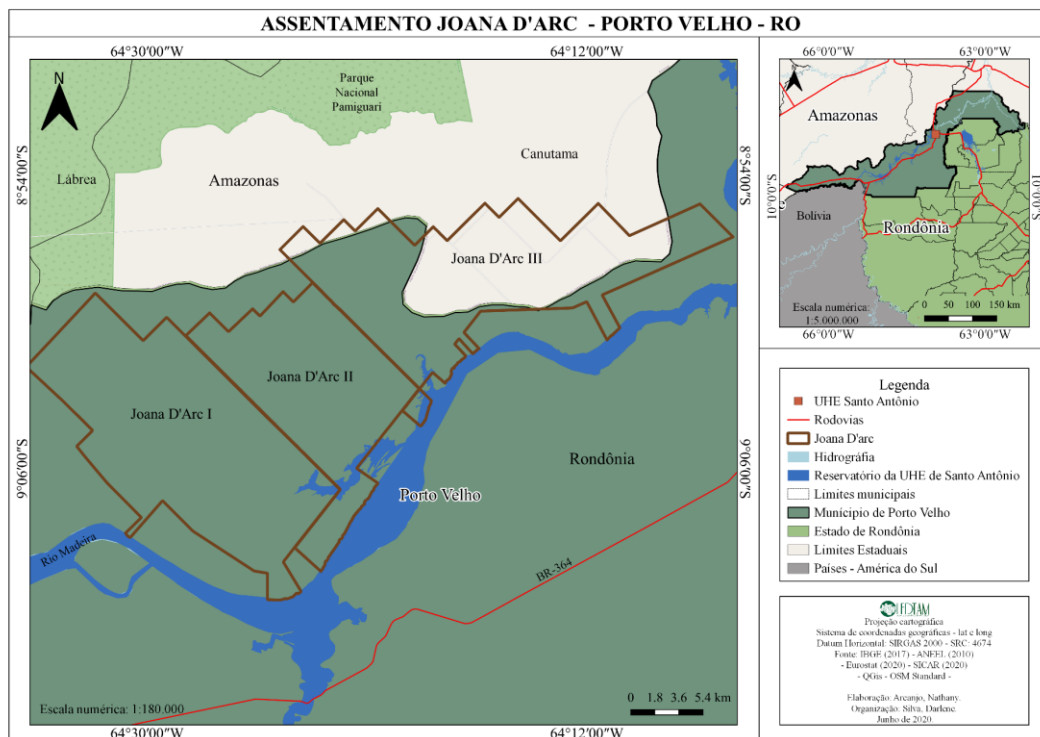 ASSENTAMENTO JOANA D'ARC - PORTO VELHO - RO
64°30'00"W
64°12'00"W
N
Parque
Nacional
Pamiguari
Lábrea
Amazonas
Canutama
8°54'00"S
8°54'00"S
Joana D'Arc III
Joana D'Arc II
Joana D'Arc I
9°06'00"S
9°06'00"S
Rondônia
Porto Velho
Rio Madeira
BR-364
0 1.8 3.6 5.4 km
Escala numérica: 1:180.000
64°30'00"W
64°12'00"W
66°0'0"W
63°0'0"W
Amazonas
10°0'0"S
10°0'0"S
Bolívia
Rondônia
0 50 100 150 km
Escala numérica:
1:5.000.000
66°0'0"W
63°0'0"W
Legenda
UHE Santo Antônio
Rodovias
Joana D'arc
Hidrográfia
Reservatório da UHE de Santo Antônio
Limites municipais
Munícipio de Porto Velho
Estado de Rondônia
Limites Estaduais
Países - América do Sul
Projeção cartográfica
Sistema de coordenadas geográficas - lat e long
Datum Horizontal: SIRGAS 2000 - SRC: 4674
Fonte: IBGE (2017) - ANEEL (2010)
- Eurostat (2020) - SICAR (2020)
- QGis - OSM Standard -
Elaboração: Arcanjo, Nathany.
Organização: Silva, Darlene.
Junho de 2020.